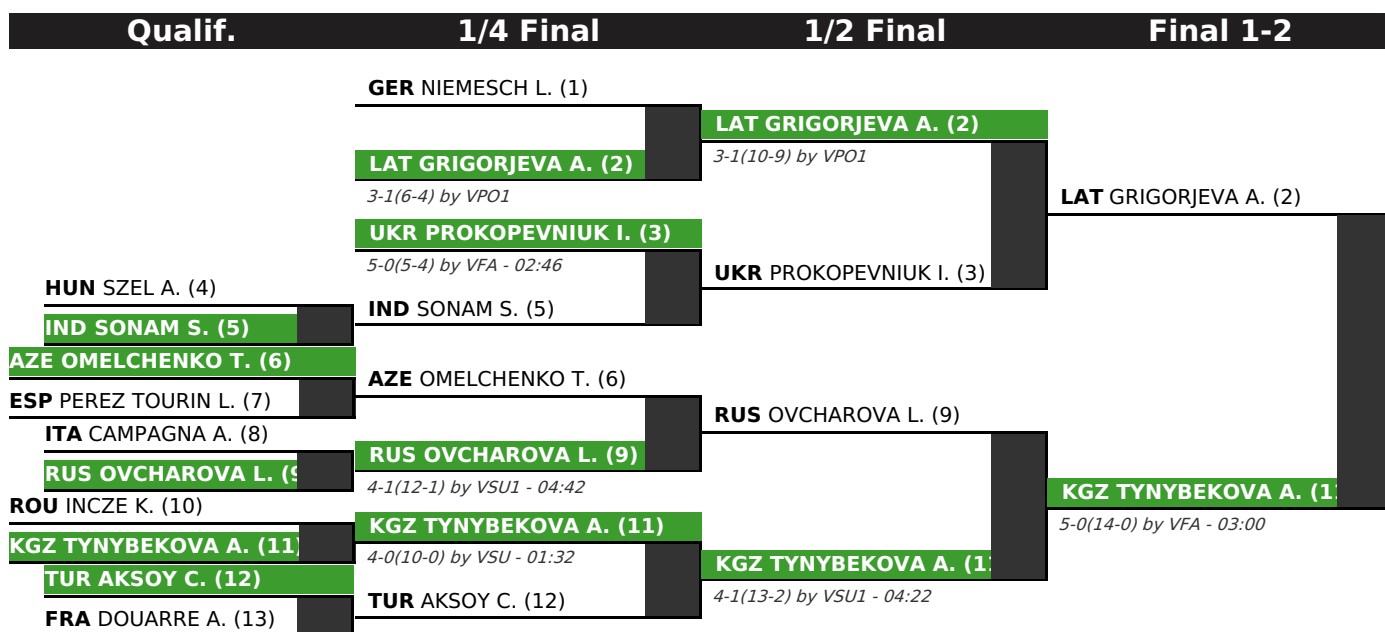 Qualif.
1/4 Final
1/2 Final
Final 1-2
HUN SZEL A. (4)
IND SONAM S. (5)
AZE OMELCHENKO T. (6)
ESP PEREZ TOURIN L. (7)
ITA CAMPAGNA A. (8)
RUS OVCHAROVA L. (9
ROU INCZE K. (10)
KGZ TYNYBEKOVA A. (11)
TUR AKSOY C. (12)
FRA DOUARRE A. (13)
GER NIEMESCH L. (1)
LAT GRIGORJEVA A. (2)
3-1(6-4) by VPO1
UKR PROKOPEVNIUK I. (3)
5-0(5-4) by VFA - 02:46
IND SONAM S. (5)
AZE OMELCHENKO T. (6)
RUS OVCHAROVA L. (9)
4-1(12-1) by VSU1 - 04:42
KGZ TYNYBEKOVA A. (11)
4-0(10-0) by VSU - 01:32
TUR AKSOY C. (12)
LAT GRIGORJEVA A. (2)
3-1(10-9) by VPO1
UKR PROKOPEVNIUK I. (3)
RUS OVCHAROVA L. (9)
KGZ TYNYBEKOVA A. (11
4-1(13-2) by VSU1 - 04:22
LAT GRIGORJEVA A. (2)
KGZ TYNYBEKOVA A. (11
5-0(14-0) by VFA - 03:00